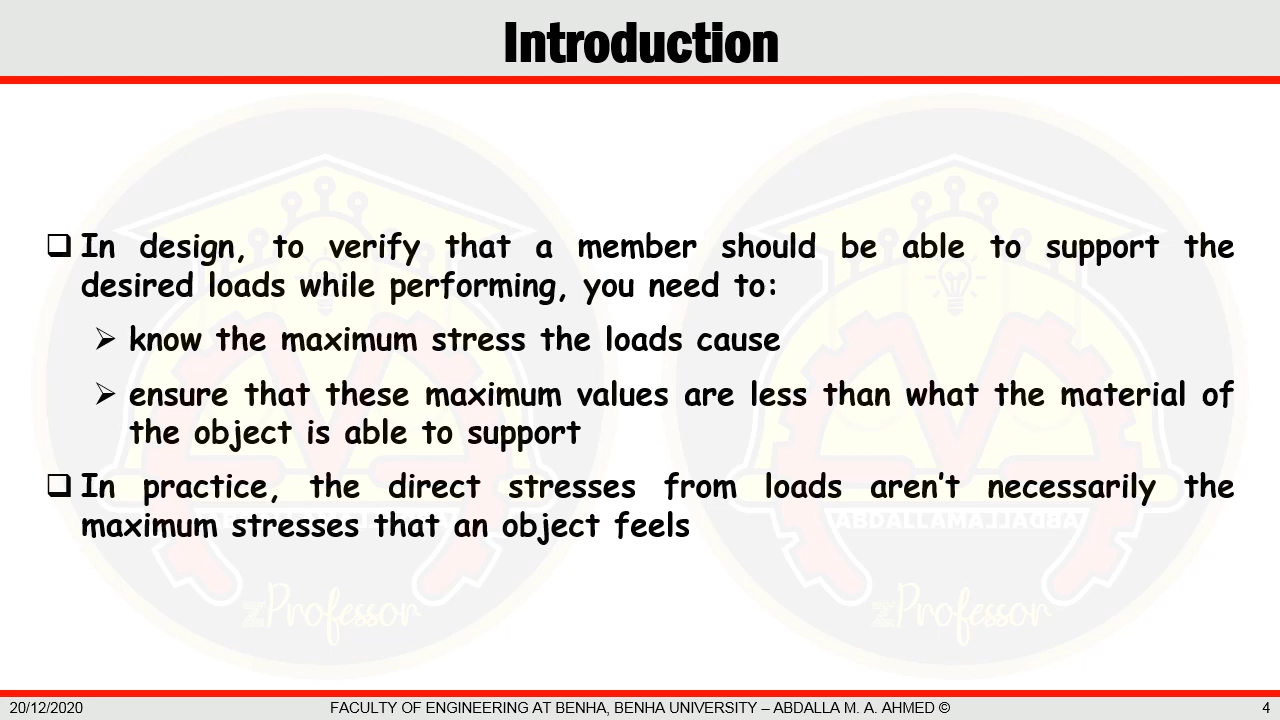 Introduction
❑ In design, to verify that a member should be able to support the
desired loads while performing, you need to:
➢ know the maximum stress the loads cause
➢ ensure that these maximum values are less than what the material of
the object is able to support
❑ In practice, the direct stresses from loads aren’t necessarily the
maximum stresses that an object feels
zProfessor zProfessor
20/12/2020 FACULTY OF ENGINEERING AT BENHA, BENHA UNIVERSITY – ABDALLA M. A. AHMED © 4